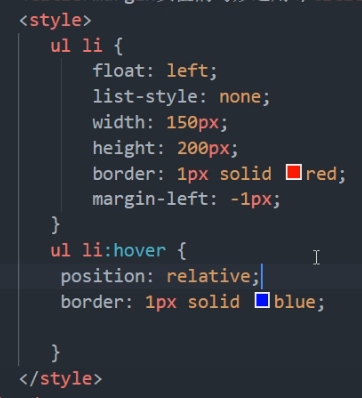 <style>
ul li {
float: left;
list-style: none;
width: 150px;
height: 200px;
border: 1px solid red;
margin-left: -1px;
}
ul li:hover {
position: relative;
border: 1px solid blue;
}
</style>